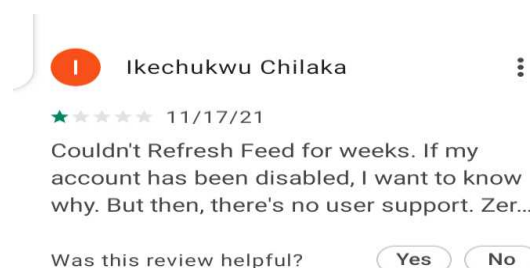 I Ikechukwu Chilaka
11/17/21
Couldn't Refresh Feed for weeks. If my
account has been disabled, I want to know
why. But then, there's no user support. Zer...
Was this review helpful? Yes No